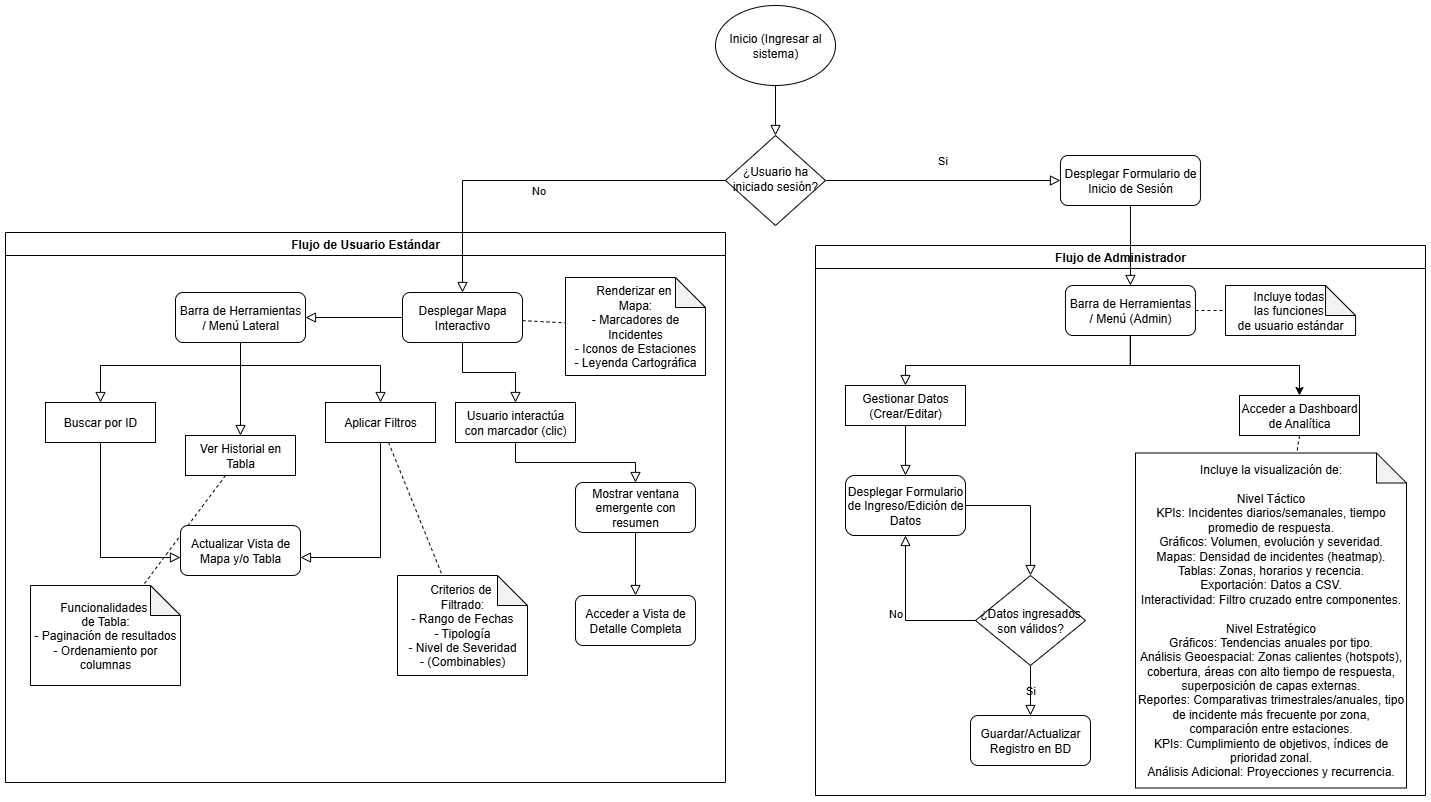 Inicio (Ingresar al
sistema)
¿Usuario ha
iniciado sesión?
Si
No
Desplegar Formulario de
Inicio de Sesión
Flujo de Usuario Estándar
Barra de Herramientas
/ Menú Lateral
Desplegar Mapa
Interactivo
Renderizar en
Mapa:
- Marcadores de
Incidentes
- Iconos de Estaciones
- Leyenda Cartográfica
Buscar por ID
Ver Historial en
Tabla
Aplicar Filtros
Usuario interactúa
con marcador (clic)
Mostrar ventana
emergente con
resumen
Actualizar Vista de
Mapa y/o Tabla
Funcionalidades
de Tabla:
- Paginación de resultados
- Ordenamiento por
columnas
Criterios de
Filtrado:
- Rango de Fechas
- Tipología
- Nivel de Severidad
- (Combinables)
Acceder a Vista de
Detalle Completa
Flujo de Administrador
Barra de Herramientas
/ Menú (Admin)
Incluye todas
las funciones
de usuario estándar
Gestionar Datos
(Crear/Editar)
Acceder a Dashboard
de Analítica
Desplegar Formulario
de Ingreso/Edición de
Datos
¿Datos ingresados
son válidos?
No
Si
Guardar/Actualizar
Registro en BD
Incluye la visualización de:
Nivel Táctico
KPIs: Incidentes diarios/semanales, tiempo
promedio de respuesta.
Gráficos: Volumen, evolución y severidad.
Mapas: Densidad de incidentes (heatmap).
Tablas: Zonas, horarios y recencia.
Exportación: Datos a CSV.
Interactividad: Filtro cruzado entre componentes.
Nivel Estratégico
Gráficos: Tendencias anuales por tipo.
Análisis Geoespacial: Zonas calientes (hotspots),
cobertura, áreas con alto tiempo de respuesta,
superposición de capas externas.
Reportes: Comparativas trimestrales/anuales, tipo
de incidente más frecuente por zona,
comparación entre estaciones.
KPIs: Cumplimiento de objetivos, índices de
prioridad zonal.
Análisis Adicional: Proyecciones y recurrencia.